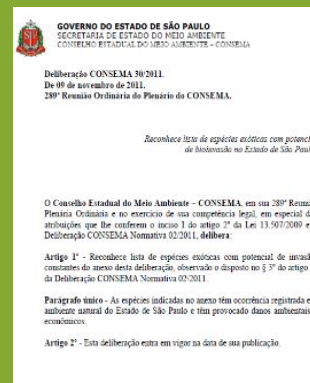 GOVERNO DO ESTADO DE SÃO PAULO
SECRETARIA DE ESTADO DO MEIO AMBIENTE
CONSELHO ESTADUAL DO MEIO AMBIENTE – CONSEMA
Deliberação CONSEMA 30/2011.
De 09 de novembro de 2011.
289ª Reunião Ordinária do Plenário do CONSEMA.
Reconhece lista de espécies exóticas com potenci
de bioinvasão no Estado de São Paul
O Conselho Estadual do Meio Ambiente – CONSEMA, em sua 289ª Reuni
Plenária Ordinária e no exercício de sua competência legal, em especial d
atribuições que lhe conferem o inciso I do artigo 2º da Lei 13.507/2009 e
Deliberação CONSEMA Normativa 02/2011, delibera:
Artigo 1º - Reconhece lista de espécies exóticas com potencial de invasã
constantes do anexo desta deliberação, observado o disposto no § 3º do artigo
da Deliberação CONSEMA Normativa 02/2011.
Parágrafo único - As espécies indicadas no anexo têm ocorrência registrada e
ambiente natural do Estado de São Paulo e têm provocado danos ambientais
econômicos.
Artigo 2º - Esta deliberação entra em vigor na data de sua publicação.